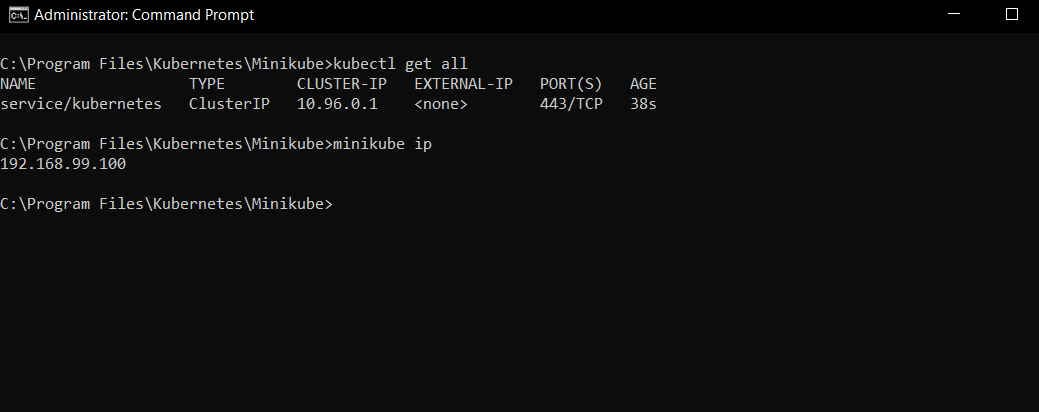 Administrator: Command Prompt
C:\Program Files\Kubernetes\Minikube>kubectl get all
NAME TYPE CLUSTER-IP EXTERNAL-IP PORT(S) AGE
service/kubernetes ClusterIP 10.96.0.1 <none> 443/TCP 38s
C:\Program Files\Kubernetes\Minikube>minikube ip
192.168.99.100
C:\Program Files\Kubernetes\Minikube>